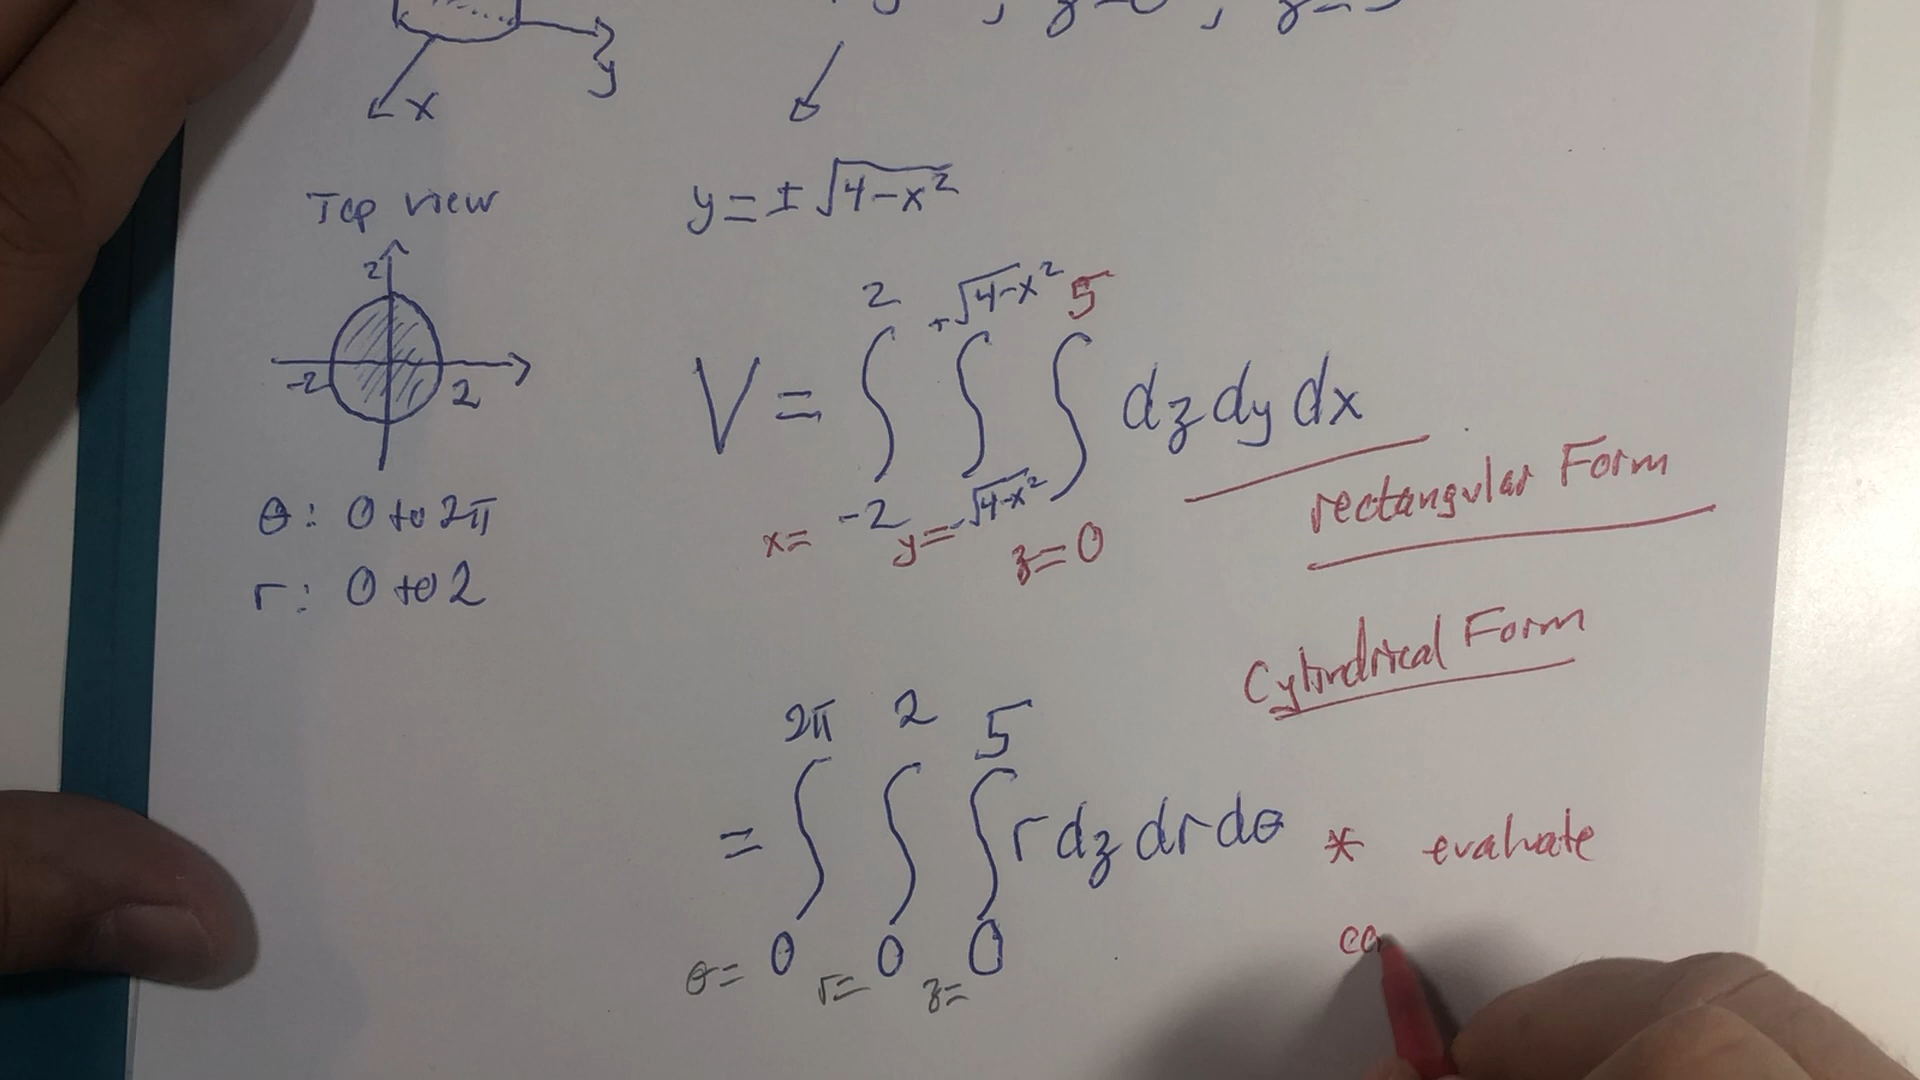 y
x
Top view
y = ± √4-x²
2
-2 2
2 +√4-x² 5
V = ∫ ∫ ∫ dz dy dx
x= -2 y= -√4-x² z=0
rectangular Form
θ: 0 to 2π
r: 0 to 2
Cylindrical Form
2π 2 5
= ∫ ∫ ∫ r dz dr dθ * evaluate
θ= 0 r= 0 z= 0